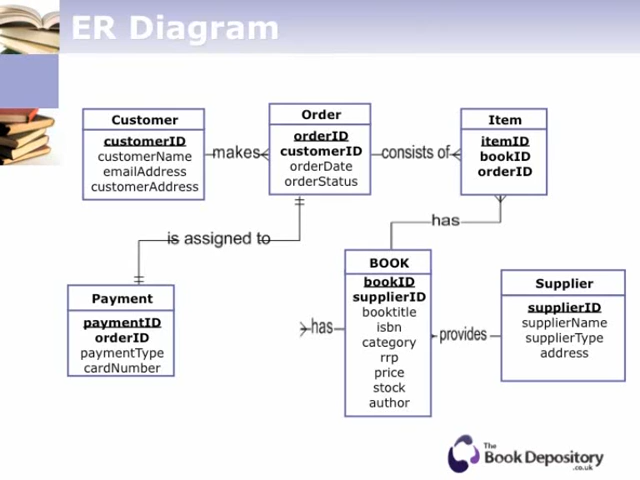 ER Diagram
Customer
customerID
customerName
emailAddress
customerAddress
makes
Order
orderID
customerID
orderDate
orderStatus
consists of
Item
itemID
bookID
orderID
is assigned to
has
Payment
paymentID
orderID
paymentType
cardNumber
has
BOOK
bookID
supplierID
booktitle
isbn
category
rrp
price
stock
author
provides
Supplier
supplierID
supplierName
supplierType
address
The
Book Depository
.co.uk